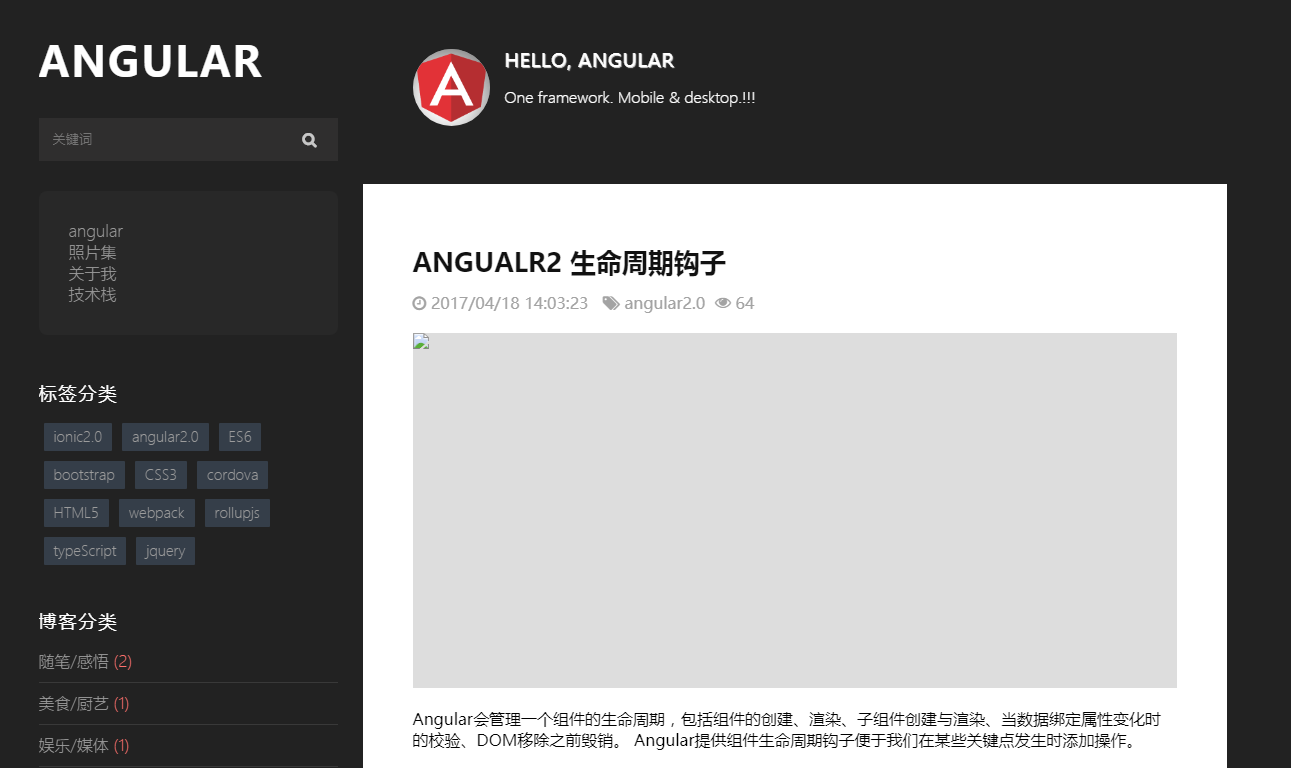 ANGULAR
关键词
angular
照片集
关于我
技术栈
标签分类
ionic2.0 angular2.0 ES6
bootstrap CSS3 cordova
HTML5 webpack rollupjs
typeScript jquery
博客分类
随笔/感悟 (2)
美食/厨艺 (1)
娱乐/媒体 (1)
A
HELLO, ANGULAR
One framework. Mobile & desktop.!!!
ANGUALR2 生命周期钩子
2017/04/18 14:03:23 angular2.0 64
Angular会管理一个组件的生命周期，包括组件的创建、渲染、子组件创建与渲染、当数据绑定属性变化时
的校验、DOM移除之前毁销。 Angular提供组件生命周期钩子便于我们在某些关键点发生时添加操作。